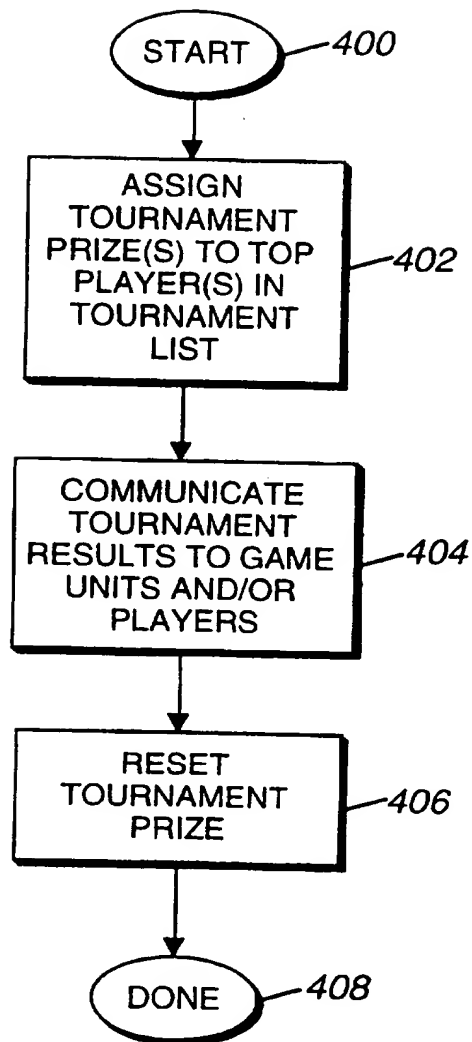 START
400
ASSIGN
TOURNAMENT
PRIZE(S) TO TOP
PLAYER(S) IN
TOURNAMENT
LIST
402
COMMUNICATE
TOURNAMENT
RESULTS TO GAME
UNITS AND/OR
PLAYERS
404
RESET
TOURNAMENT
PRIZE
406
DONE
408